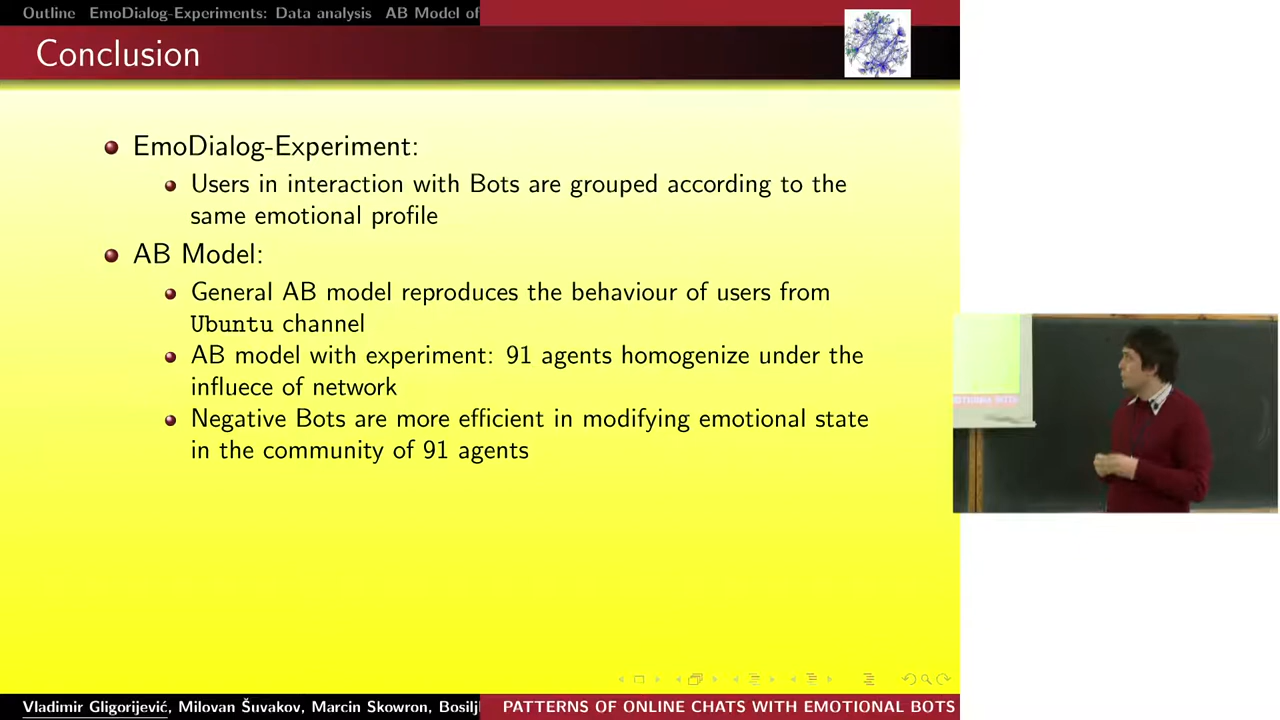 Outline EmoDialog-Experiments: Data analysis AB Model of
Conclusion
EmoDialog-Experiment:
Users in interaction with Bots are grouped according to the
same emotional profile
AB Model:
General AB model reproduces the behaviour of users from
Ubuntu channel
AB model with experiment: 91 agents homogenize under the
influece of network
Negative Bots are more efficient in modifying emotional state
in the community of 91 agents
Vladimir Gligorijević, Milovan Šuvakov, Marcin Skowron, Bosilj
PATTERNS OF ONLINE CHATS WITH EMOTIONAL BOTS